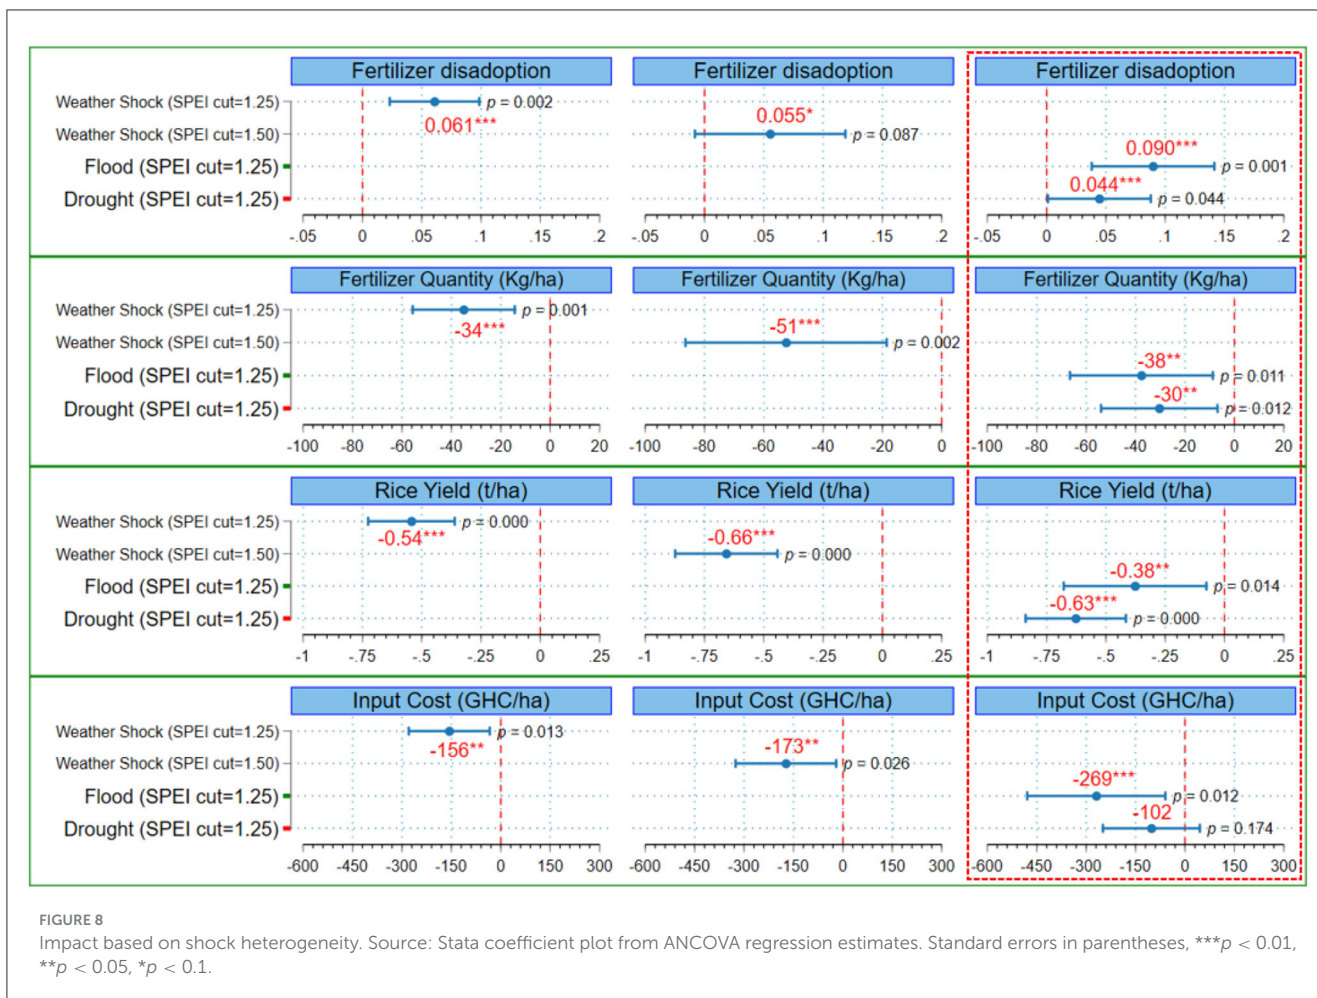 Fertilizer disadoption Fertilizer disadoption Fertilizer disadoption
Weather Shock (SPEI cut=1.25) p = 0.002
0.061***
Weather Shock (SPEI cut=1.50) 0.055* p = 0.087
Flood (SPEI cut=1.25) 0.090*** p = 0.001
Drought (SPEI cut=1.25) 0.044*** p = 0.044
-.05 0 .05 .1 .15 .2 -.05 0 .05 .1 .15 .2 -.05 0 .05 .1 .15 .2
Fertilizer Quantity (Kg/ha) Fertilizer Quantity (Kg/ha) Fertilizer Quantity (Kg/ha)
Weather Shock (SPEI cut=1.25) p = 0.001
-34***
Weather Shock (SPEI cut=1.50) -51*** p = 0.002
Flood (SPEI cut=1.25) -38** p = 0.011
Drought (SPEI cut=1.25) -30** p = 0.012
-100 -80 -60 -40 -20 0 20 -100 -80 -60 -40 -20 0 -100 -80 -60 -40 -20 0 20
Rice Yield (t/ha) Rice Yield (t/ha) Rice Yield (t/ha)
Weather Shock (SPEI cut=1.25) p = 0.000
-0.54***
Weather Shock (SPEI cut=1.50) -0.66*** p = 0.000
Flood (SPEI cut=1.25) -0.38** p = 0.014
Drought (SPEI cut=1.25) -0.63*** p = 0.000
-1 -.75 -.5 -.25 0 .25 -1 -.75 -.5 -.25 0 .25 -1 -.75 -.5 -.25 0 .25
Input Cost (GHC/ha) Input Cost (GHC/ha) Input Cost (GHC/ha)
Weather Shock (SPEI cut=1.25) p = 0.013
-156**
Weather Shock (SPEI cut=1.50) -173** p = 0.026
Flood (SPEI cut=1.25) -269*** p = 0.012
Drought (SPEI cut=1.25) -102 p = 0.174
-600 -450 -300 -150 0 150 300 -600 -450 -300 -150 0 150 300 -600 -450 -300 -150 0 150 300
FIGURE 8
Impact based on shock heterogeneity. Source: Stata coefficient plot from ANCOVA regression estimates. Standard errors in parentheses, ***p < 0.01,
**p < 0.05, *p < 0.1.